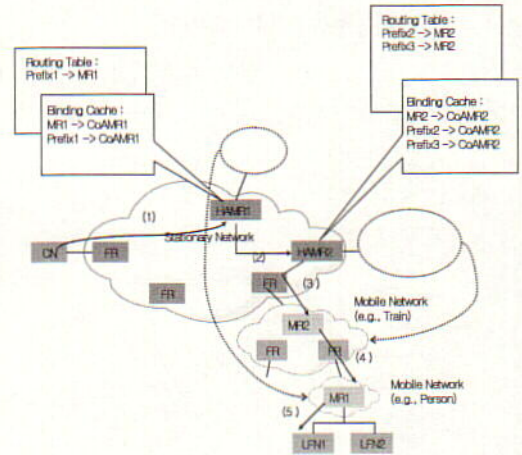 Routing Table :
Prefix1 -> MR1
Binding Cache :
MR1 -> CoAMR1
Prefix1 -> CoAMR1
Routing Table :
Prefix2 -> MR2
Prefix3 -> MR2
Binding Cache :
MR2 -> CoAMR2
Prefix2 -> CoAMR2
Prefix3 -> CoAMR2
HAMR1
(1)
Stationary Network
CN
FR
(2)
HAMR2
FR
(3)
FR
Mobile Network
(e.g., Train)
MR2
FR
FR
(4)
Mobile Network
(e.g., Person)
MR1
(5)
LFN1
LFN2